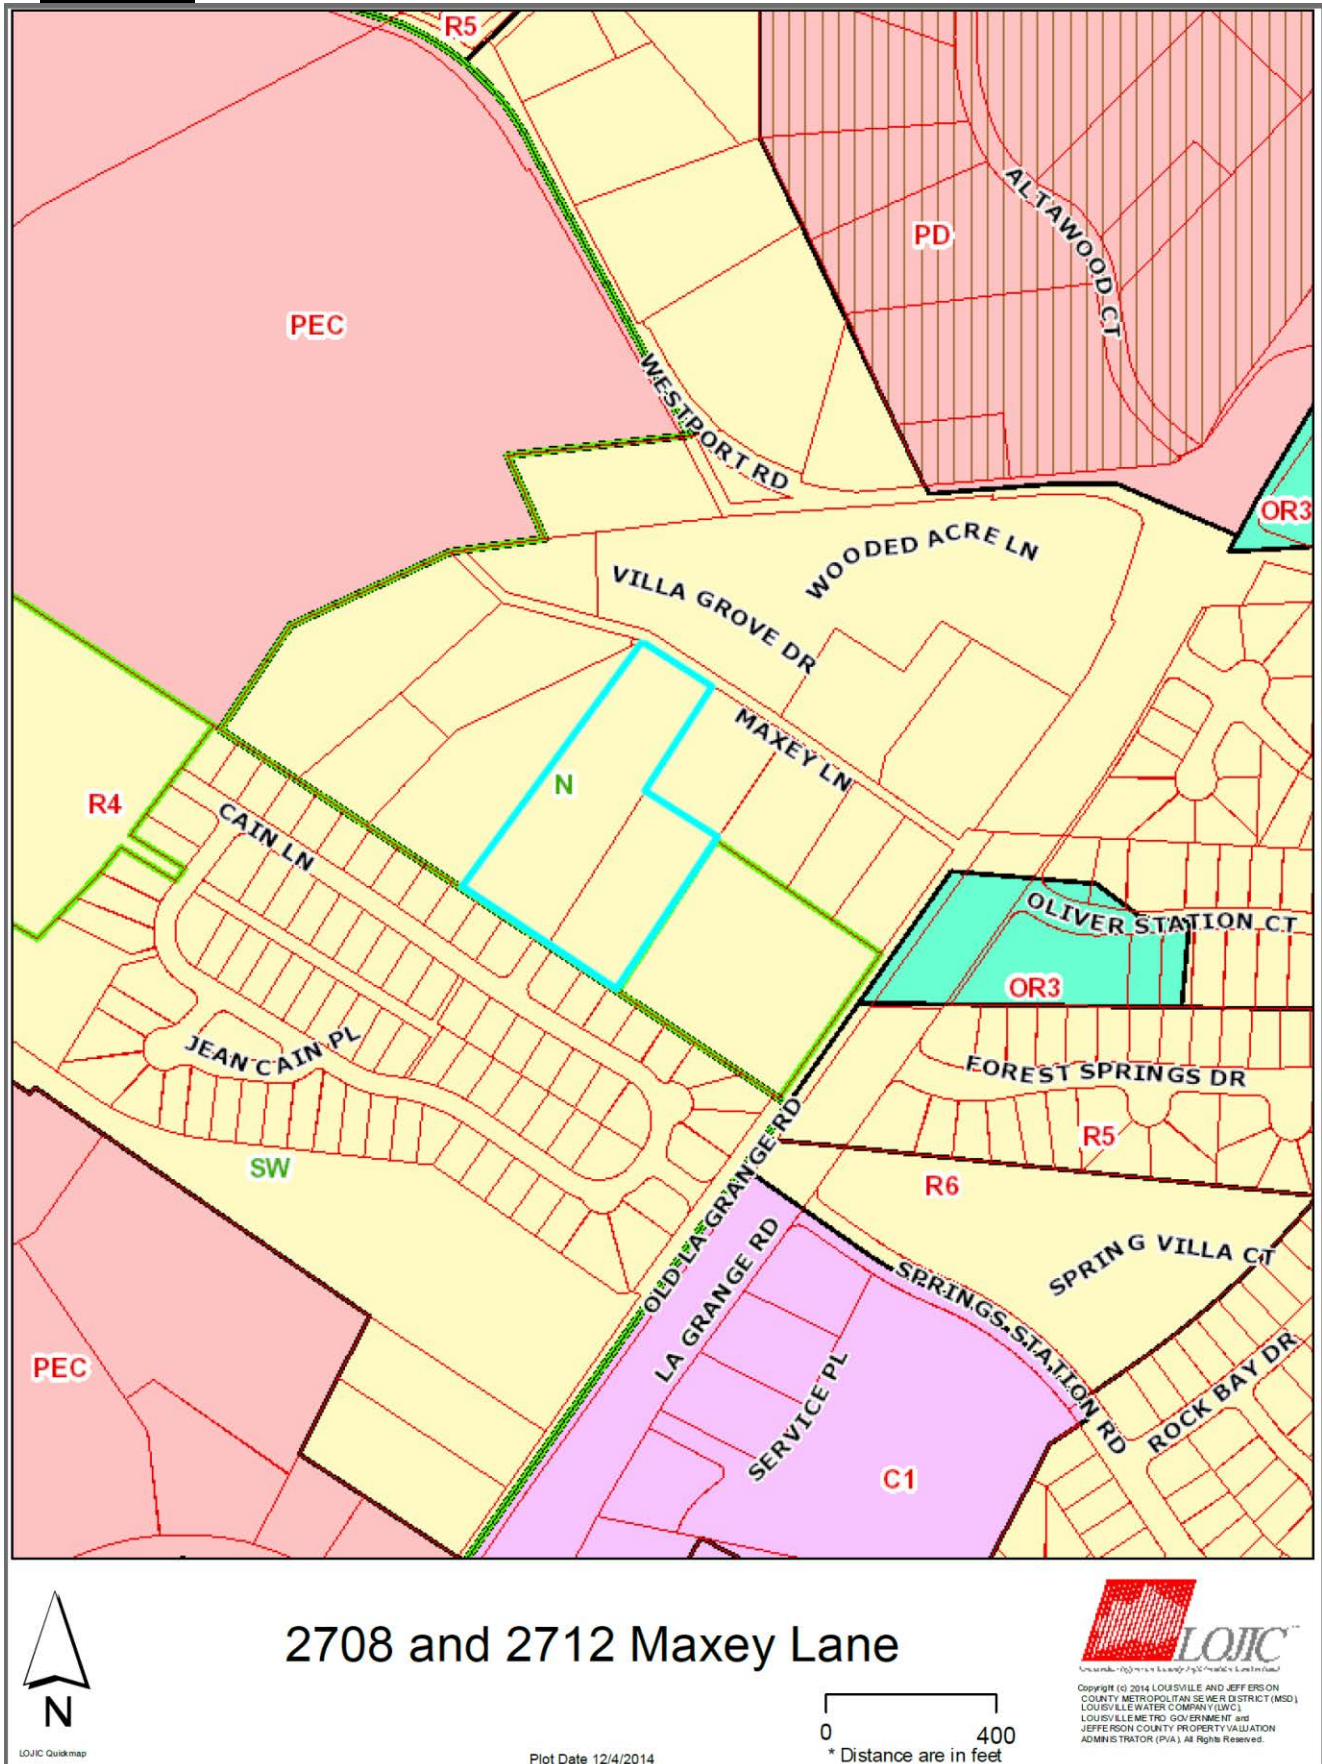 R5
ALTAWOOD CT
PD
PEC
WESTPORT RD
OR3
WOODED ACRE LN
VILLA GROVE DR
MAXEY LN
N
R4
CAIN LN
OLIVER STATION CT
OR3
JEAN CAIN PL
FOREST SPRINGS DR
R5
SW
R6
OLD LA GRANGE RD
LA GRANGE RD
SPRING VILLA CT
SPRINGS STATION RD
SERVICE PL
ROCK BAY DR
PEC
C1
N
LOJIC Quickmap
2708 and 2712 Maxey Lane
Plot Date 12/4/2014
0 400
* Distance are in feet
LOJIC
Copyright (c) 2014 LOUISVILLE AND JEFFERSON
COUNTY METROPOLITAN SEWER DISTRICT (MSD),
LOUISVILLE WATER COMPANY (LWC),
LOUISVILLE METRO GOVERNMENT and
JEFFERSON COUNTY PROPERTY VALUATION
ADMINISTRATOR (PVA). All Rights Reserved.